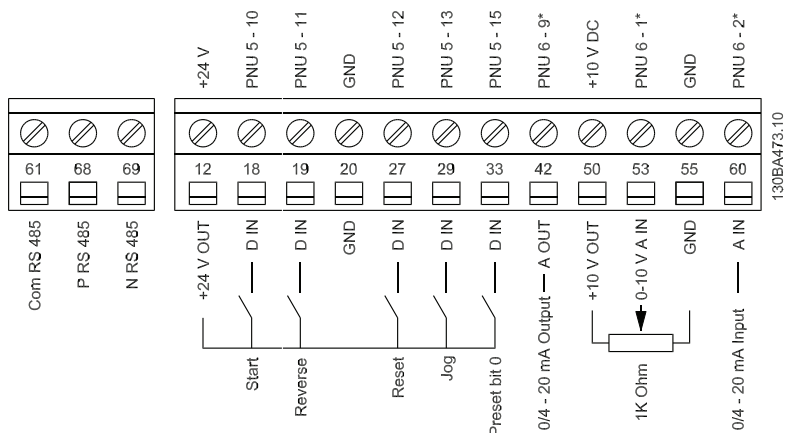 +24 V
PNU 5 - 10
PNU 5 - 11
GND
PNU 5 - 12
PNU 5 - 13
PNU 5 - 15
PNU 6 - 9*
+10 V DC
PNU 6 - 1*
GND
PNU 6 - 2*
61 68 69
12 18 19 20 27 29 33 42 50 53 55 60
Com RS 485
P RS 485
N RS 485
+24 V OUT
D IN
D IN
GND
D IN
D IN
D IN
0/4 - 20 mA Output — A OUT
+10 V OUT
0-10 V A IN
GND
0/4 - 20 mA Input — A IN
Start
Reverse
Reset
Jog
Preset bit 0
1K Ohm
130BA473.10